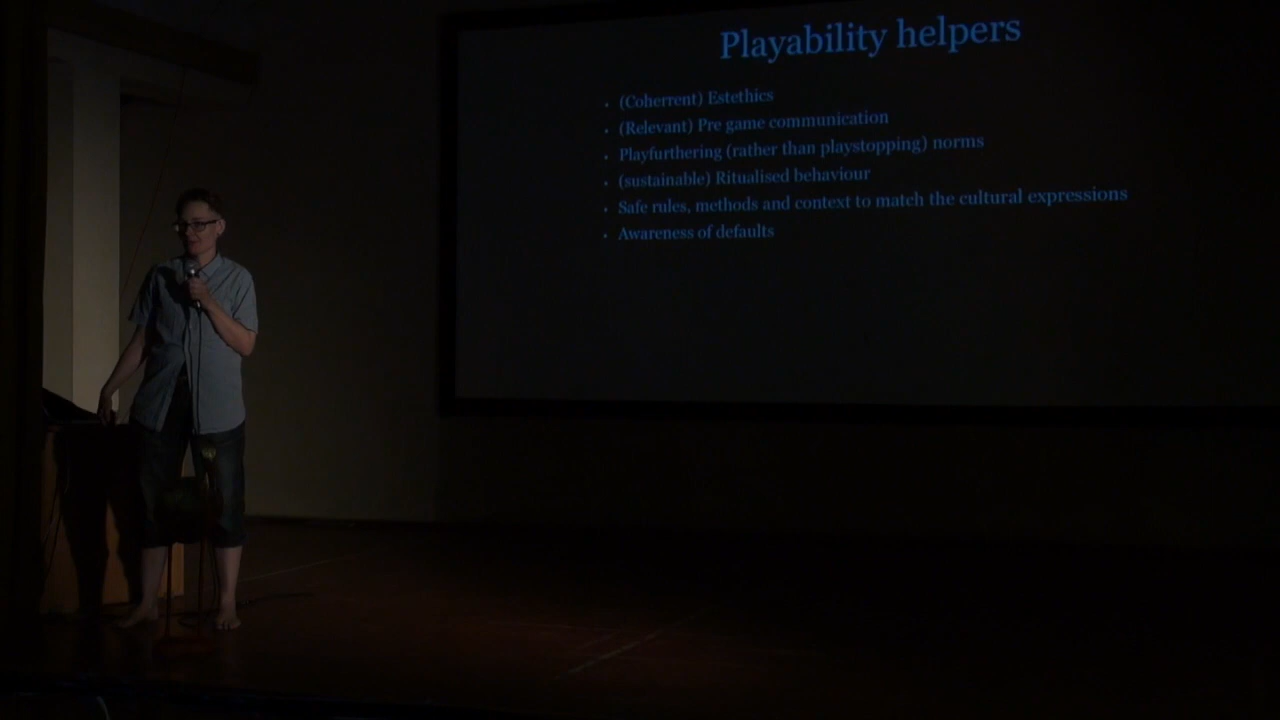 Playability helpers
(Coherrent) Estethics
(Relevant) Pre game communication
Playfurthering (rather than playstopping) norms
(sustainable) Ritualised behaviour
Safe rules, methods and context to match the cultural expressions
Awareness of defaults